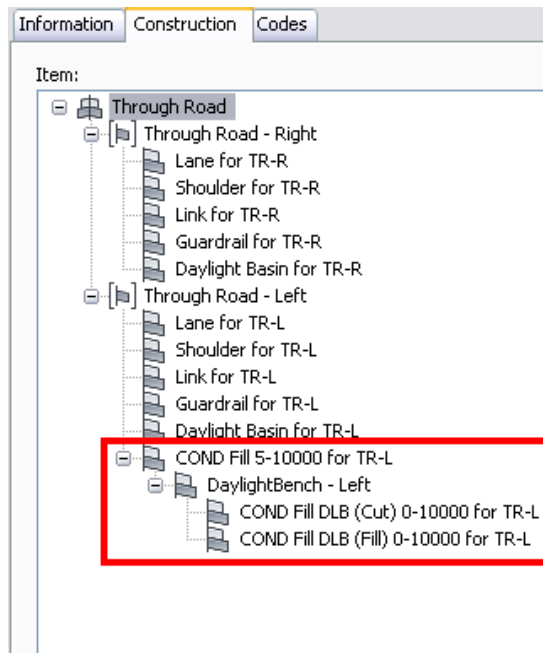 Information Construction Codes
Item:
Through Road
Through Road - Right
Lane for TR-R
Shoulder for TR-R
Link for TR-R
Guardrail for TR-R
Daylight Basin for TR-R
Through Road - Left
Lane for TR-L
Shoulder for TR-L
Link for TR-L
Guardrail for TR-L
Daylight Basin for TR-L
COND Fill 5-10000 for TR-L
DaylightBench - Left
COND Fill DLB (Cut) 0-10000 for TR-L
COND Fill DLB (Fill) 0-10000 for TR-L